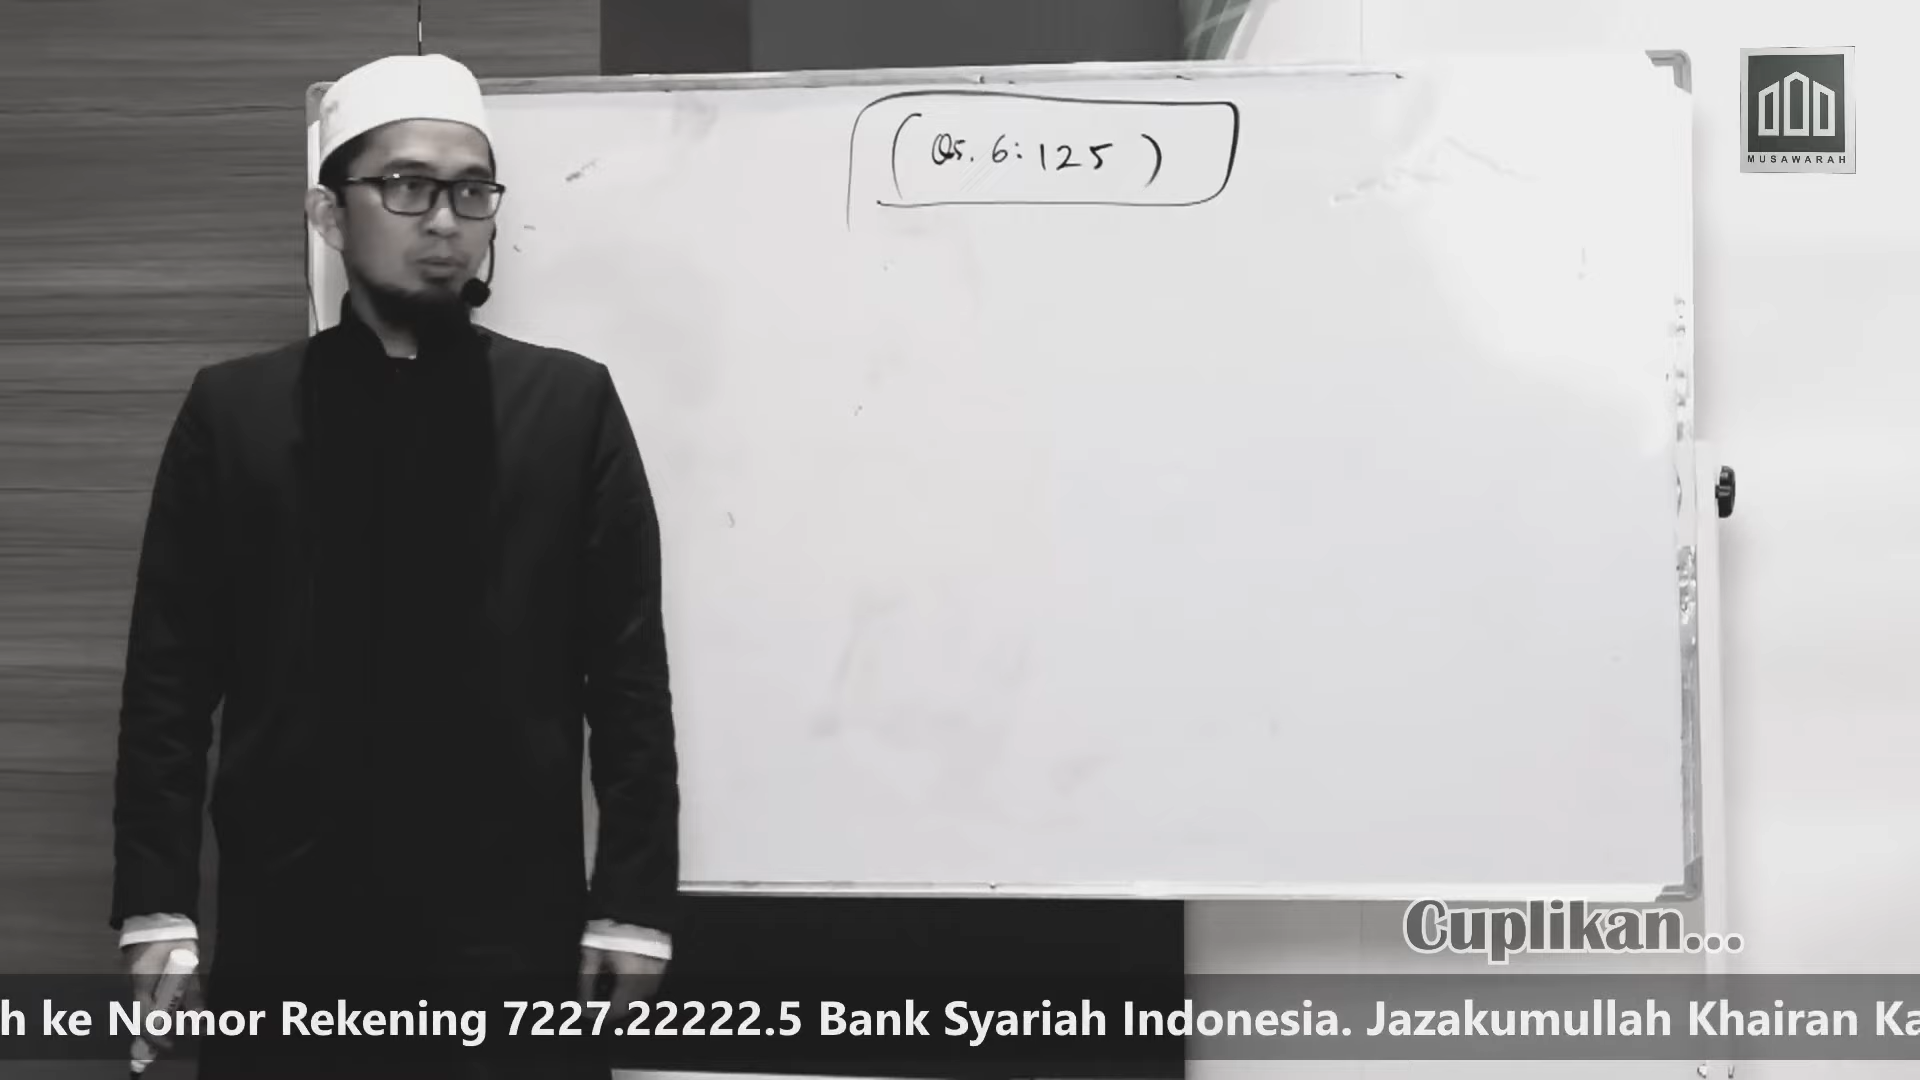 (Qs. 6: 125)
MUSAWARAH
Cuplikan...
h ke Nomor Rekening 7227.22222.5 Bank Syariah Indonesia. Jazakumullah Khairan Ka